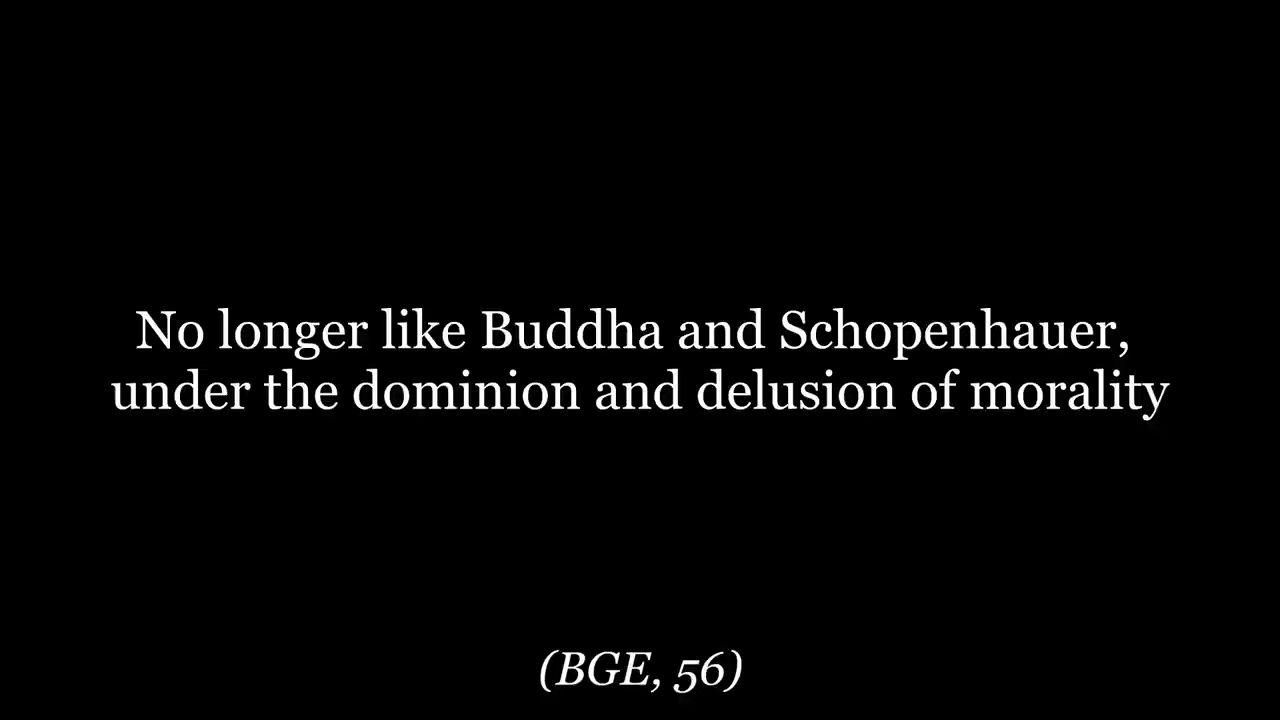 No longer like Buddha and Schopenhauer,
under the dominion and delusion of morality
(BGE, 56)